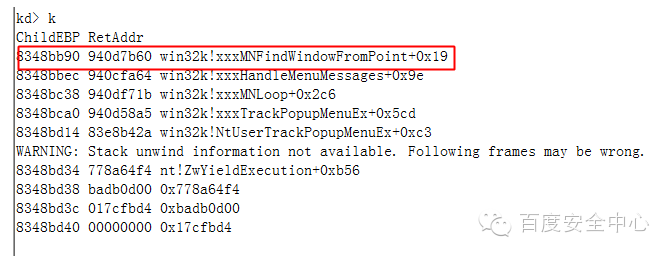 kd> k
ChildEBP RetAddr
8348bb90 940d7b60 win32k!xxxMNFindWindowFromPoint+0x19
8348bbec 940cfa64 win32k!xxxHandleMenuMessages+0x9e
8348bc38 940df71b win32k!xxxMNLoop+0x2c6
8348bca0 940d58a5 win32k!xxxTrackPopupMenuEx+0x5cd
8348bd14 83e8b42a win32k!NtUserTrackPopupMenuEx+0xc3
WARNING: Stack unwind information not available. Following frames may be wrong.
8348bd34 778a64f4 nt!ZwYieldExecution+0xb56
8348bd38 badb0d00 0x778a64f4
8348bd3c 017cfbd4 0xbadb0d00
8348bd40 00000000 0x17cfbd4
百度安全中心